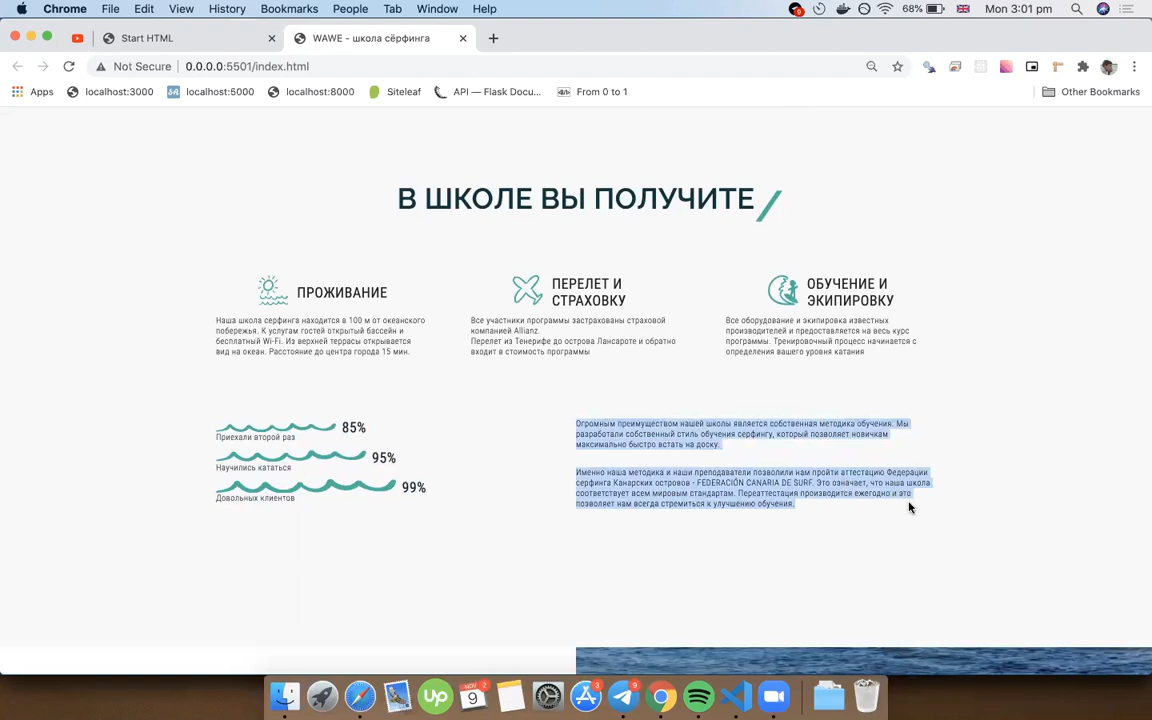 Chrome File Edit View History Bookmarks People Tab Window Help
9
68%
Mon 3:01 pm
Start HTML
WAWE - школа сёрфинга
Not Secure
0.0.0.0:5501/index.html
Apps
localhost:3000
localhost:5000
localhost:8000
Siteleaf
API — Flask Docu...
From 0 to 1
Other Bookmarks
В ШКОЛЕ ВЫ ПОЛУЧИТЕ
ПРОЖИВАНИЕ
Наша школа серфинга находится в 100 м от океанского
побережья. К услугам гостей открытый бассейн и
бесплатный Wi-Fi. Из верхней террасы открывается
вид на океан. Расстояние до центра города 15 мин.
ПЕРЕЛЕТ И
СТРАХОВКУ
Все участники программы застрахованы страховой
компанией Allianz.
Перелет из Тенерифе до острова Лансароте и обратно
входит в стоимость программы
ОБУЧЕНИЕ И
ЭКИПИРОВКУ
Все оборудование и экипировка известных
производителей и предоставляется на весь курс
программы. Тренировочный процесс начинается с
определения вашего уровня катания
85%
Приехали второй раз
95%
Научились кататься
99%
Довольных клиентов
Огромным преимуществом нашей школы является собственная методика обучения. Мы
разработали собственный стиль обучения серфингу, который позволяет новичкам
максимально быстро встать на доску.
Именно наша методика и наши преподаватели позволили нам пройти аттестацию Федерации
серфинга Канарских островов - FEDERACIÓN CANARIA DE SURF. Это означает, что наша школа
соответствует всем мировым стандартам. Переаттестация производится ежегодно и это
позволяет нам всегда стремиться к улучшению обучения.
up
NOV
9
2
3
9